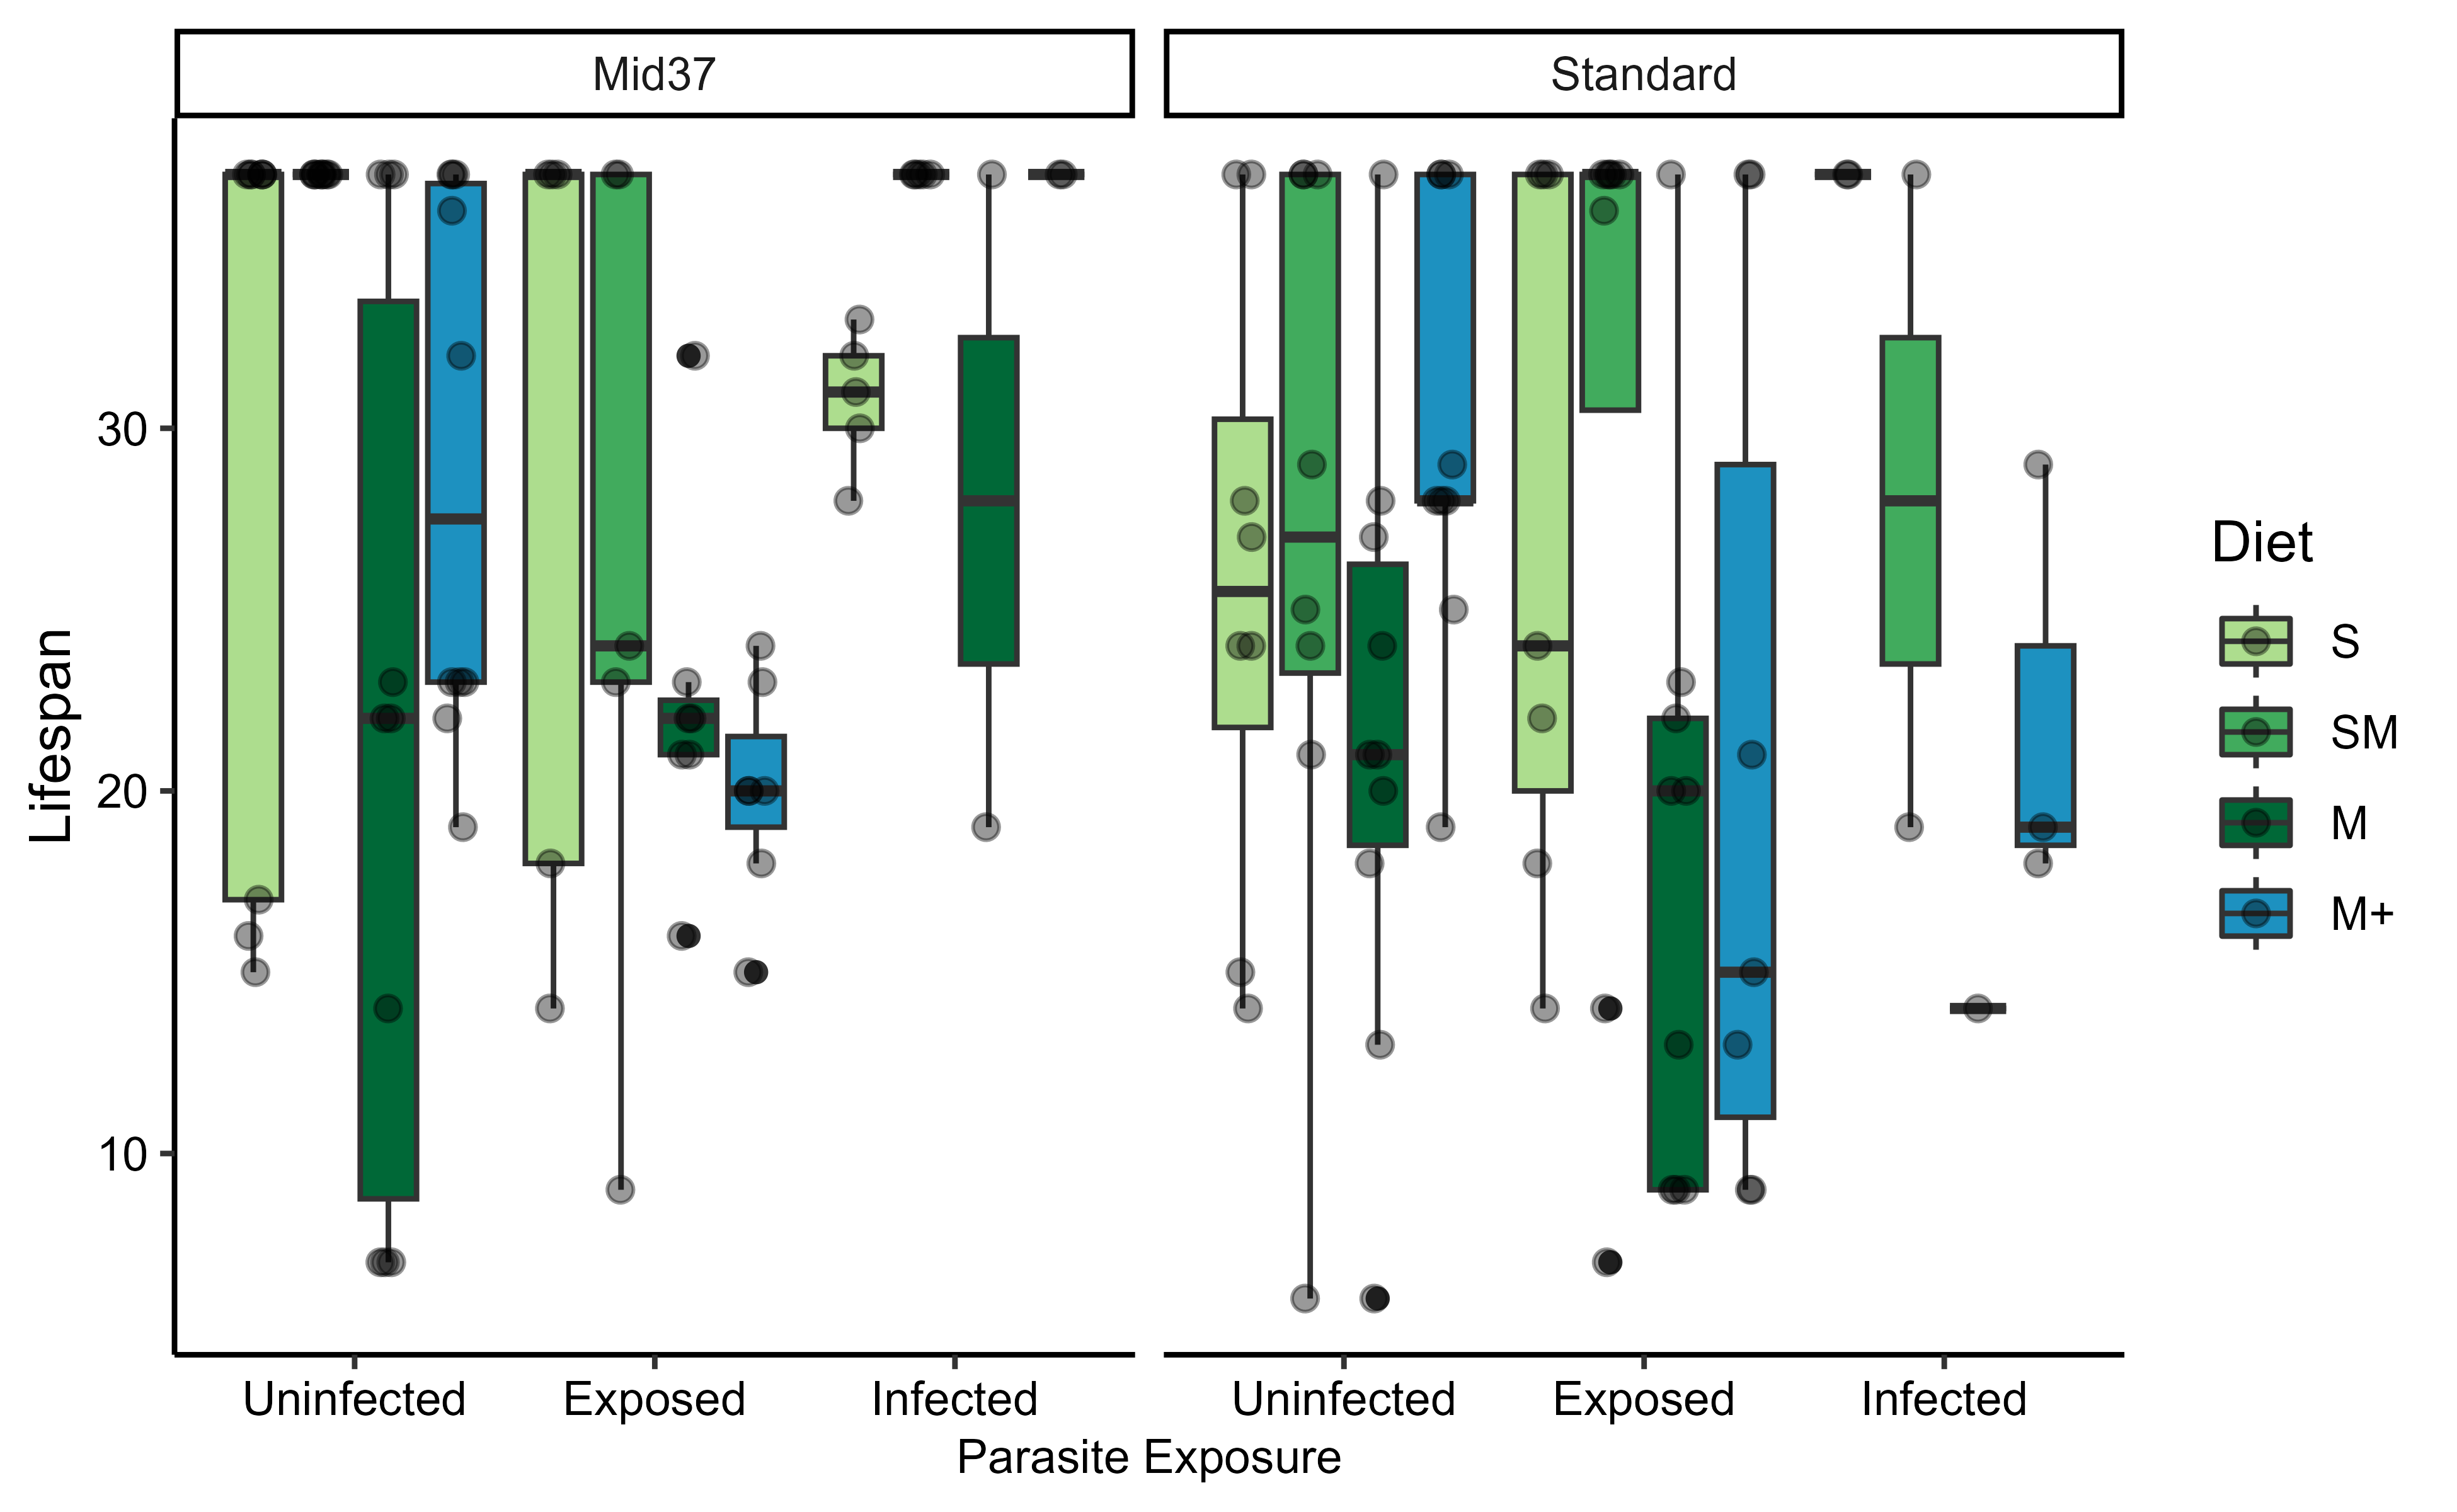 Mid37
Standard
Lifespan
30
20
10
Uninfected
Exposed
Infected
Uninfected
Exposed
Infected
Parasite Exposure
Diet
S
SM
M
M+